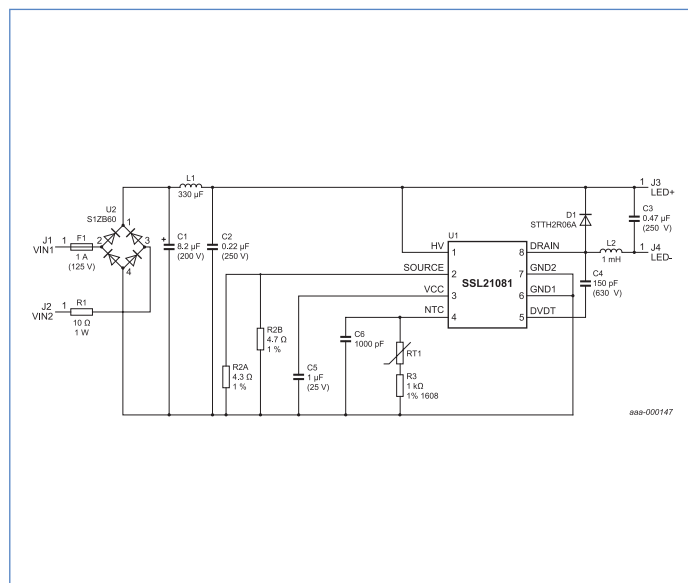 U2
S1ZB60
J1
VIN1
1
F1
1 A
(125 V)
2
1
3
4
J2
VIN2
1
R1
10 Ω
1 W
L1
330 μF
+
C1
8.2 μF
(200 V)
C2
0.22 μF
(250 V)
R2A
4.3 Ω
1 %
R2B
4.7 Ω
1 %
C5
1 μF
(25 V)
C6
1000 pF
RT1
R3
1 kΩ
1% 1608
U1
SSL21081
HV
1
SOURCE
2
VCC
3
NTC
4
8
DRAIN
7
GND2
6
GND1
5
DVDT
D1
STTH2R06A
L2
1 mH
C4
150 pF
(630 V)
C3
0.47 μF
(250 V)
1
J3
LED+
1
J4
LED-
aaa-000147